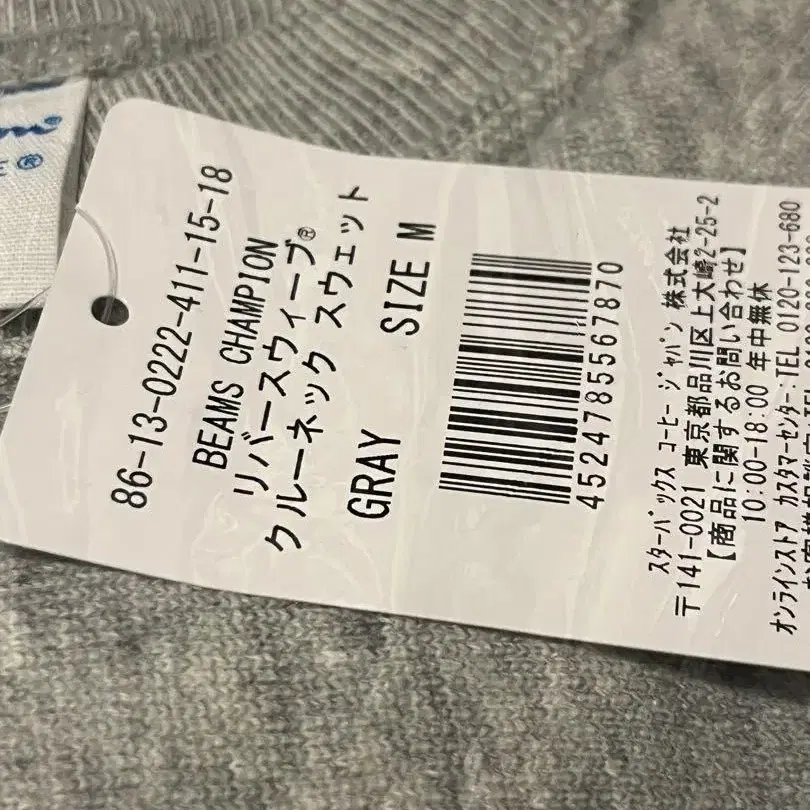 86-13-0222-411-15-18
BEAMS CHAMPION
リバースウィーブ®
クルーネック スウェット
GRAY SIZE M
4524785567870
スターバックス コーヒー ジャパン 株式会社
〒141-0021 東京都品川区上大崎2-25-2
【商品に関するお問い合わせ】
10:00-18:00 年中無休
オンラインストア カスタマーセンター:TEL 0120-123-680
E®